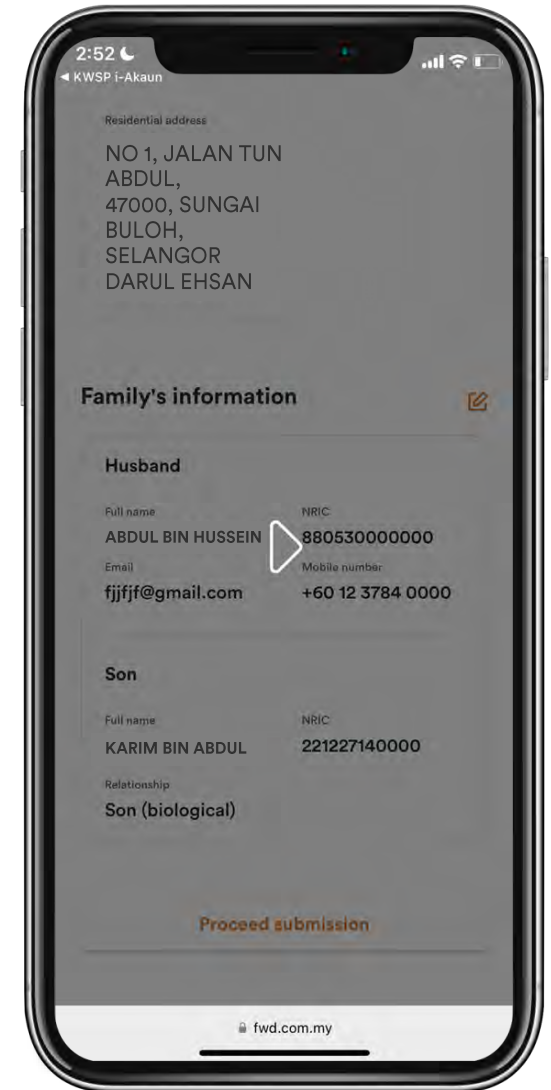 2:52
◀ KWSP i-Akaun
Residential address
NO 1, JALAN TUN
ABDUL,
47000, SUNGAI
BULOH,
SELANGOR
DARUL EHSAN
Family's information
Husband
Full name NRIC
ABDUL BIN HUSSEIN 880530000000
Email Mobile number
fjjfjf@gmail.com +60 12 3784 0000
Son
Full name NRIC
KARIM BIN ABDUL 221227140000
Relationship
Son (biological)
Proceed submission
fwd.com.my